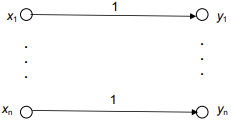 x₁ 1 y₁
. .
. .
. .
xₙ 1 yₙ